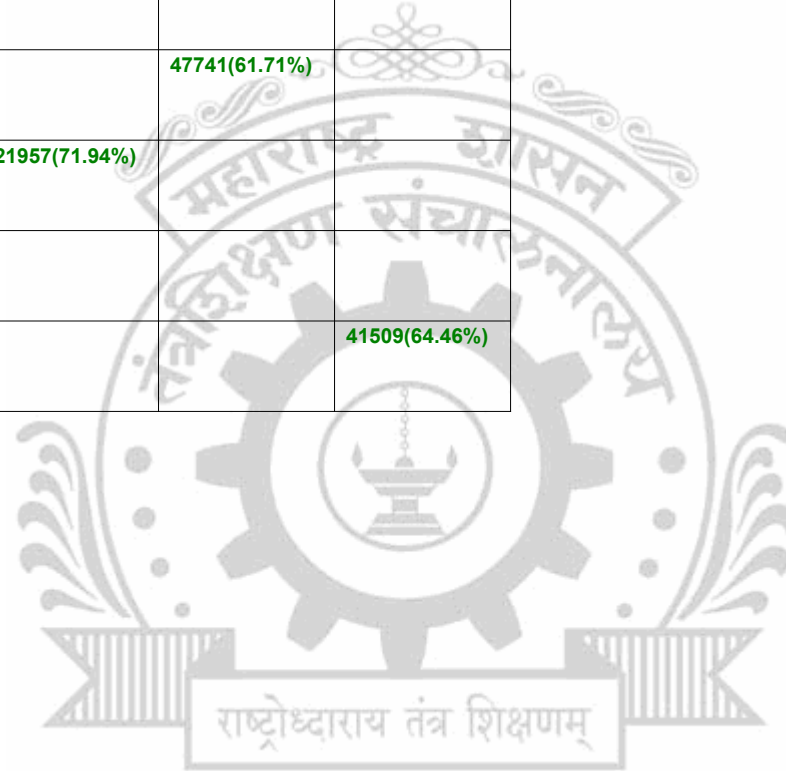 47741(61.71%)
21957(71.94%)
41509(64.46%)
महाराष्ट्र शासन
तंत्रशिक्षण संचालनालय
राष्ट्रोध्दाराय तंत्र शिक्षणम्